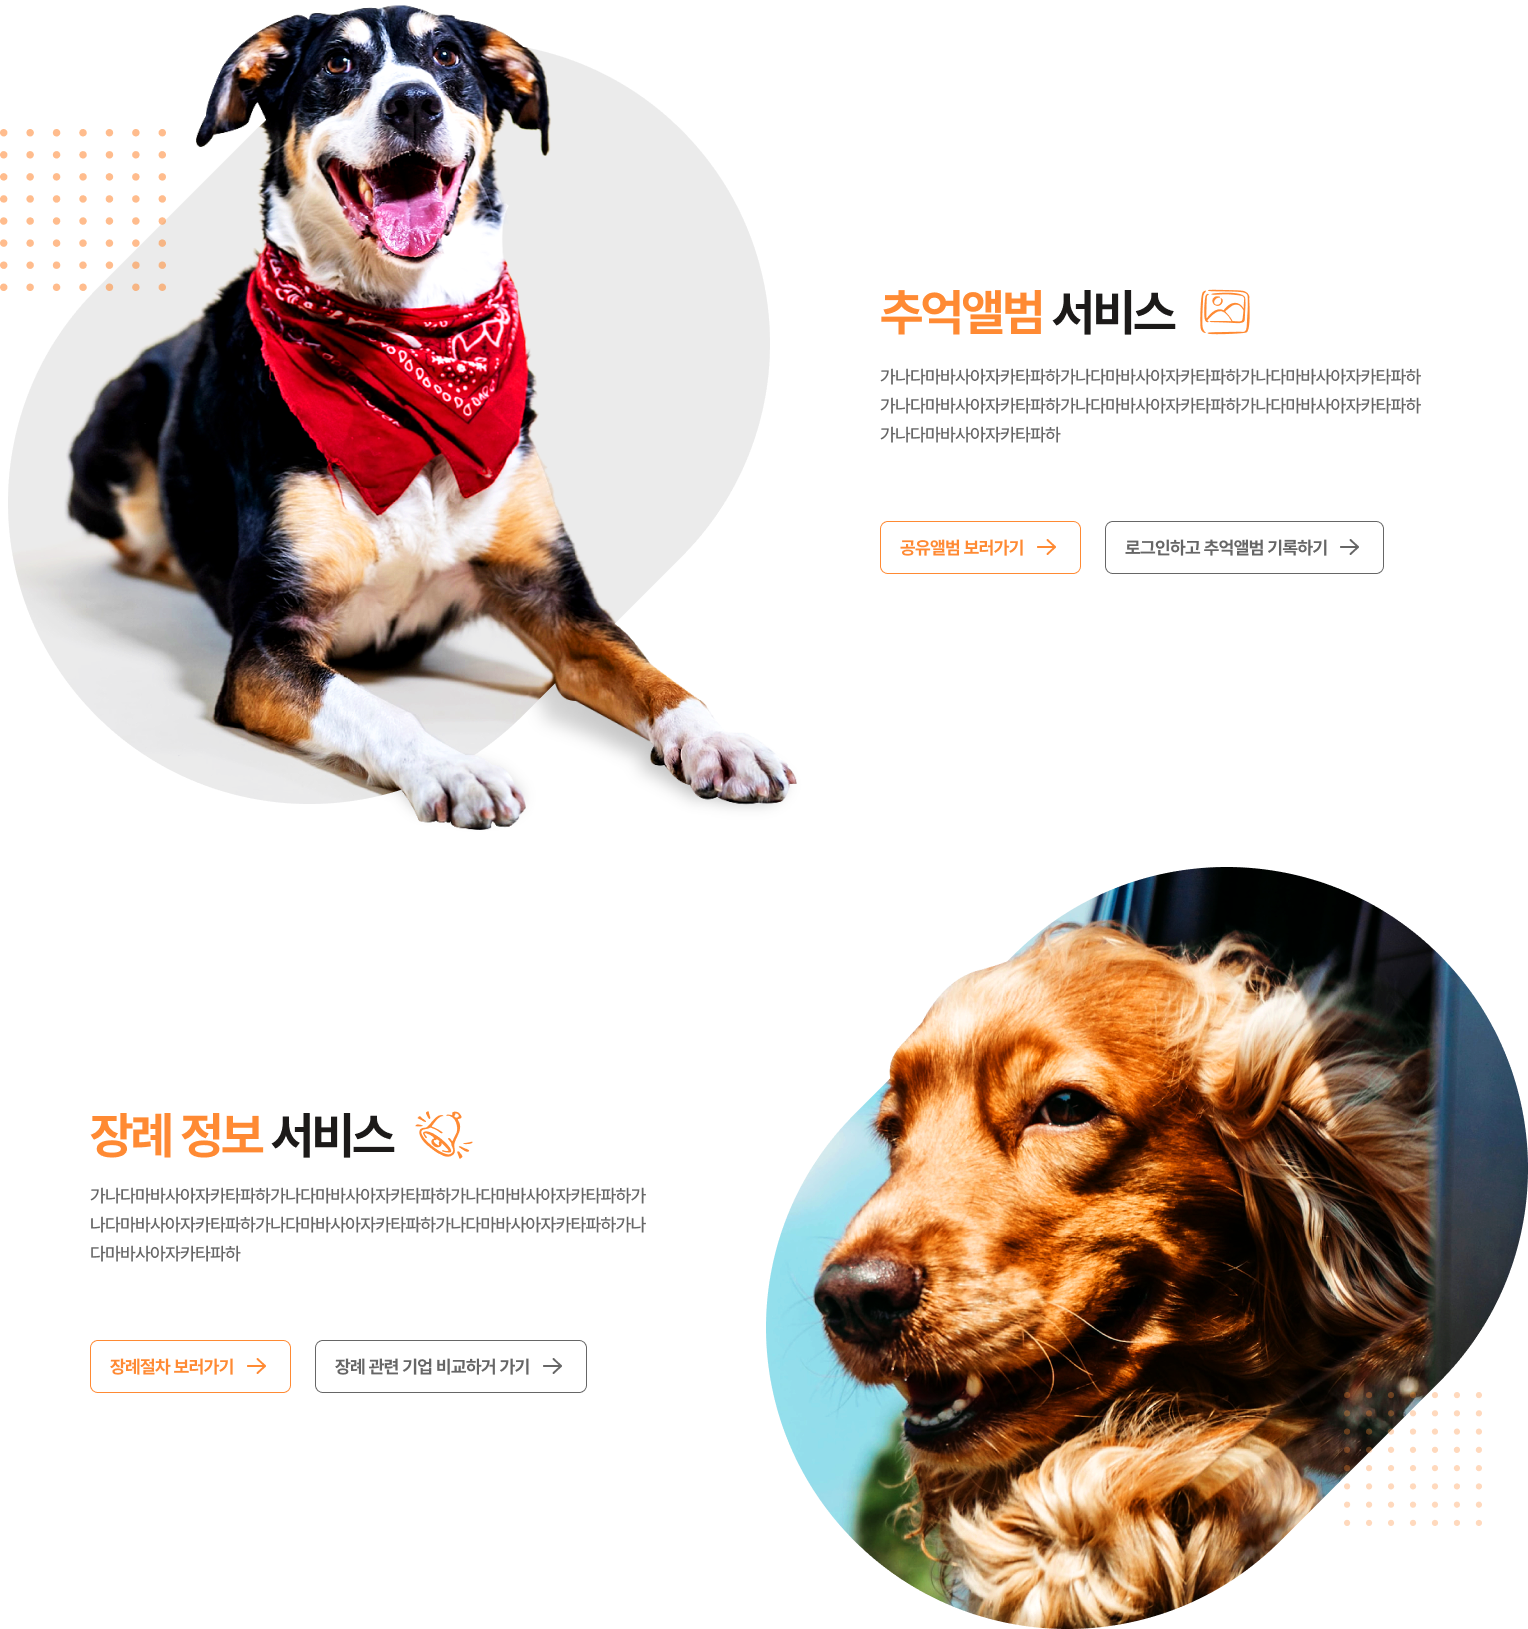 추억앨범 서비스
가나다마바사아자카타파하가나다마바사아자카타파하가나다마바사아자카타파하
가나다마바사아자카타파하가나다마바사아자카타파하가나다마바사아자카타파하
가나다마바사아자카타파하
공유앨범 보러가기
로그인하고 추억앨범 기록하기
장례 정보 서비스
가나다마바사아자카타파하가나다마바사아자카타파하가나다마바사아자카타파하가
나다마바사아자카타파하가나다마바사아자카타파하가나다마바사아자카타파하가나
다마바사아자카타파하
장례절차 보러가기
장례 관련 기업 비교하거 가기